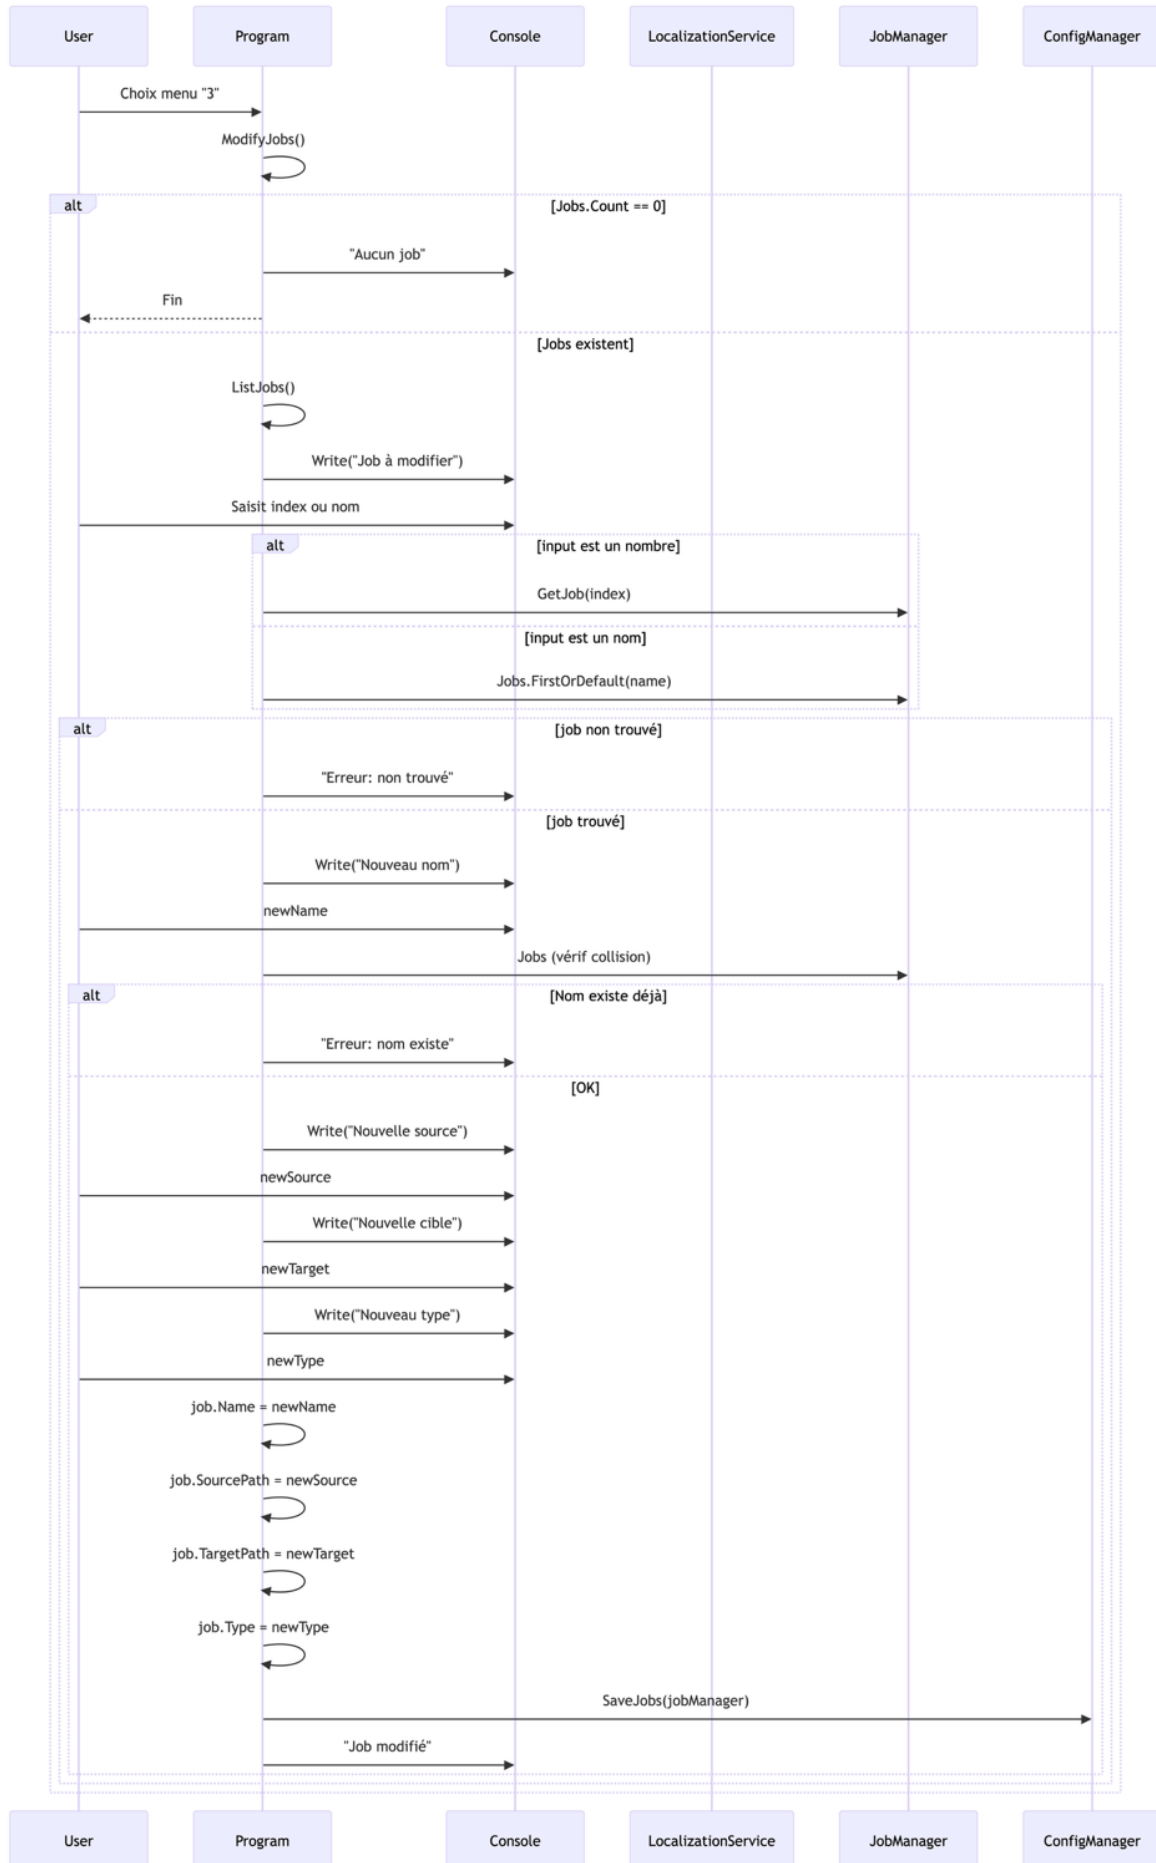 User Program Console LocalizationService JobManager ConfigManager
Choix menu "3"
ModifyJobs()
alt [Jobs.Count == 0]
"Aucun job"
Fin
[Jobs existent]
ListJobs()
Write("Job à modifier")
Saisit index ou nom
alt [input est un nombre]
GetJob(index)
[input est un nom]
Jobs.FirstOrDefault(name)
alt [job non trouvé]
"Erreur: non trouvé"
[job trouvé]
Write("Nouveau nom")
newName
Jobs (vérif collision)
alt [Nom existe déjà]
"Erreur: nom existe"
[OK]
Write("Nouvelle source")
newSource
Write("Nouvelle cible")
newTarget
Write("Nouveau type")
newType
job.Name = newName
job.SourcePath = newSource
job.TargetPath = newTarget
job.Type = newType
SaveJobs(jobManager)
"Job modifié"
User Program Console LocalizationService JobManager ConfigManager